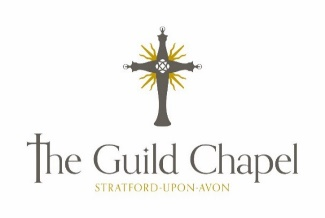 The Guild Chapel
STRATFORD-UPON-AVON